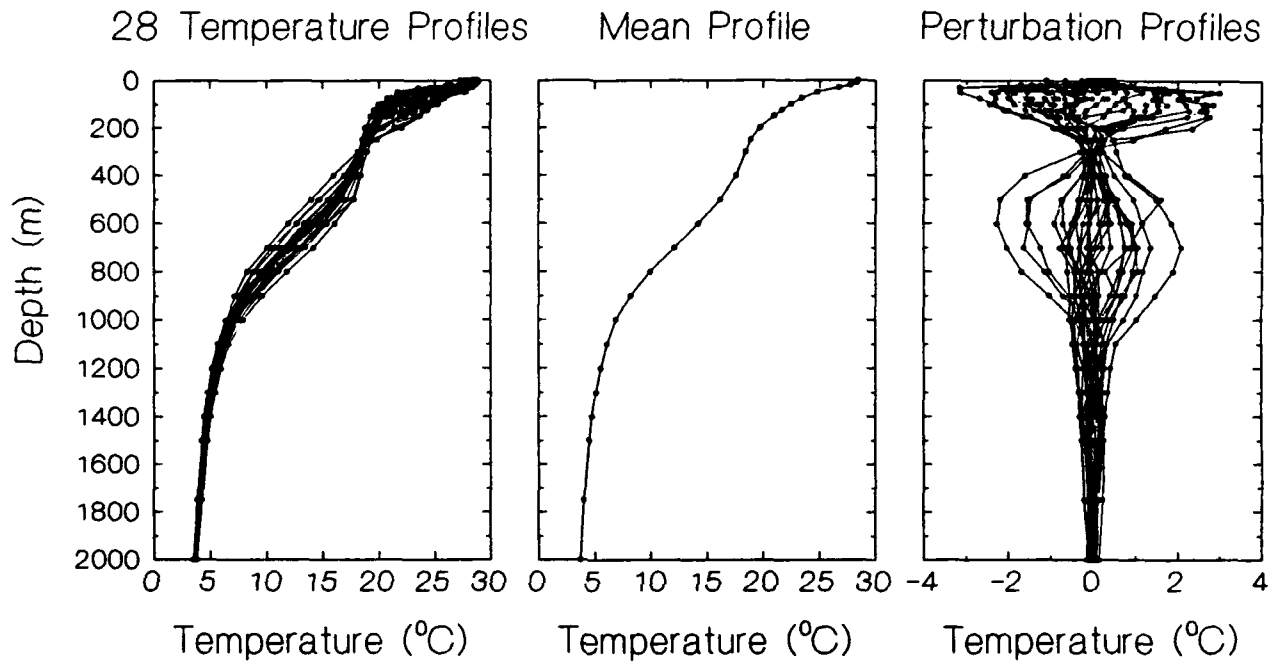 28 Temperature Profiles
Mean Profile
Perturbation Profiles
Depth (m)
0
200
400
600
800
1000
1200
1400
1600
1800
2000
0 5 10 15 20 25 30
0 5 10 15 20 25 30
-4 -2 0 2 4
Temperature (°C)
Temperature (°C)
Temperature (°C)